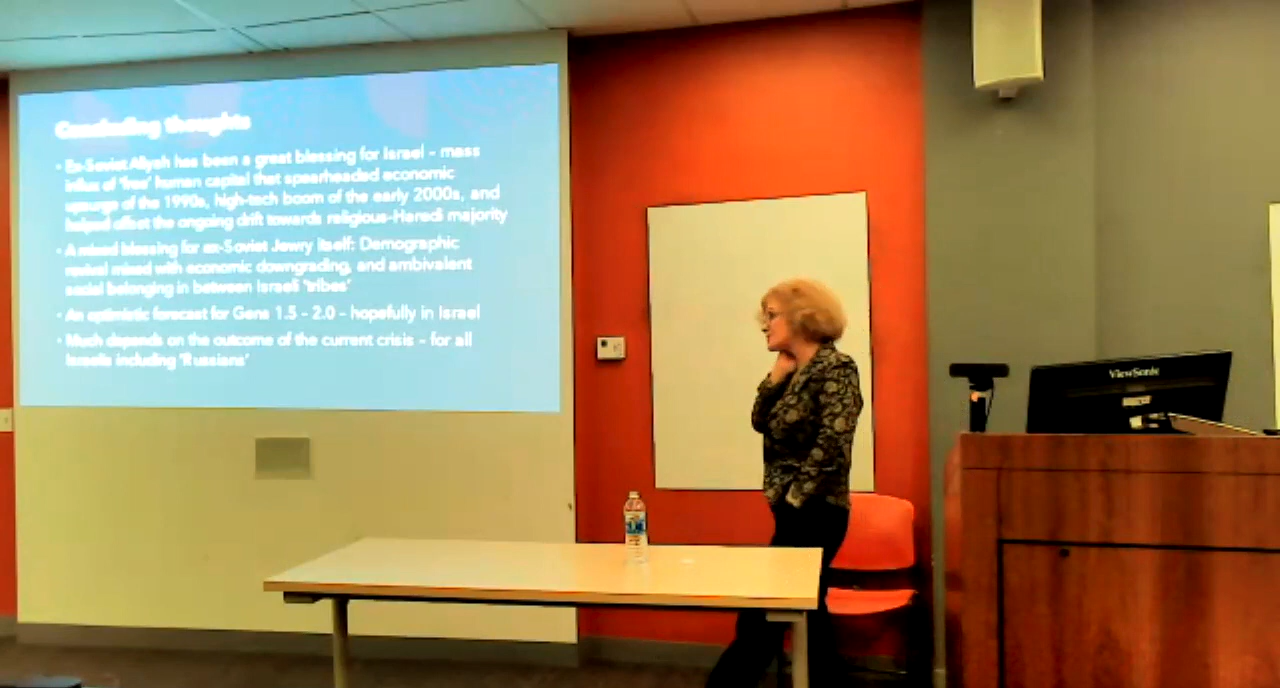 Concluding thoughts
• Ex-Soviet Aliyah has been a great blessing for Israel – mass
influx of 'free' human capital that spearheaded economic
upsurge of the 1990s, high-tech boom of the early 2000s, and
helped offset the ongoing drift towards religious-Haredi majority
• A mixed blessing for ex-Soviet Jewry itself: Demographic
revival mixed with economic downgrading, and ambivalent
social belonging in between Israeli 'tribes'
• An optimistic forecast for Gens 1.5 – 2.0 – hopefully in Israel
• Much depends on the outcome of the current crisis – for all
Israelis including 'Russians'
ViewSonic